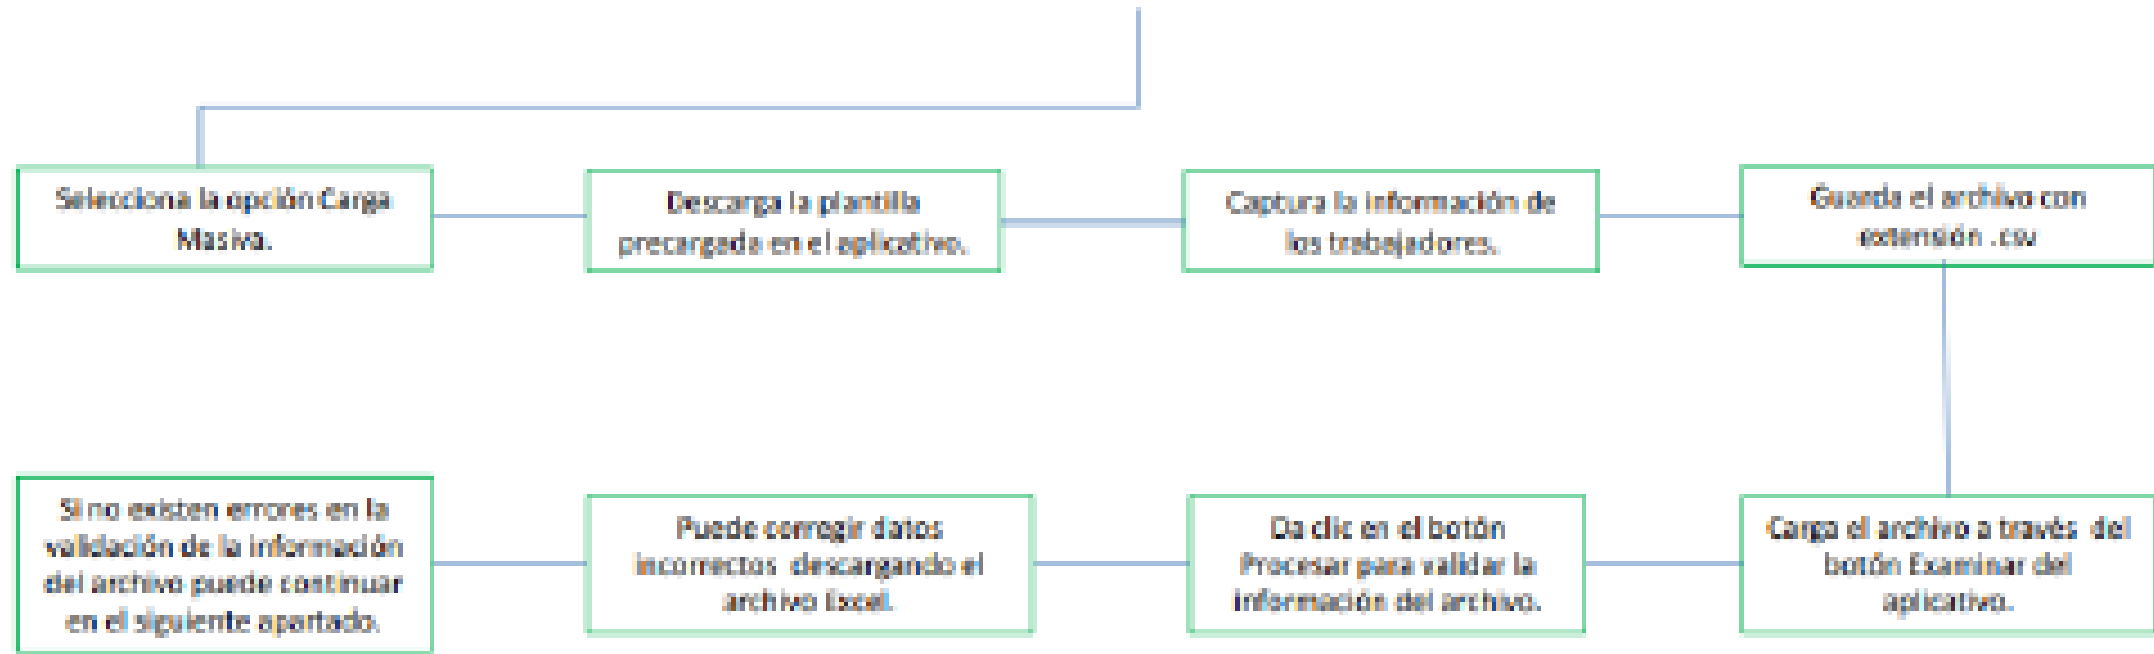 Selecciona la opción Carga
Masiva.
Descarga la plantilla
precargada en el aplicativo.
Captura la información de
los trabajadores.
Guarda el archivo con
extensión .csv
Carga el archivo a través del
botón Examinar del
aplicativo.
Da clic en el botón
Procesar para validar la
información del archivo.
Puede corregir datos
incorrectos descargando el
archivo Excel.
Si no existen errores en la
validación de la información
del archivo puede continuar
en el siguiente apartado.